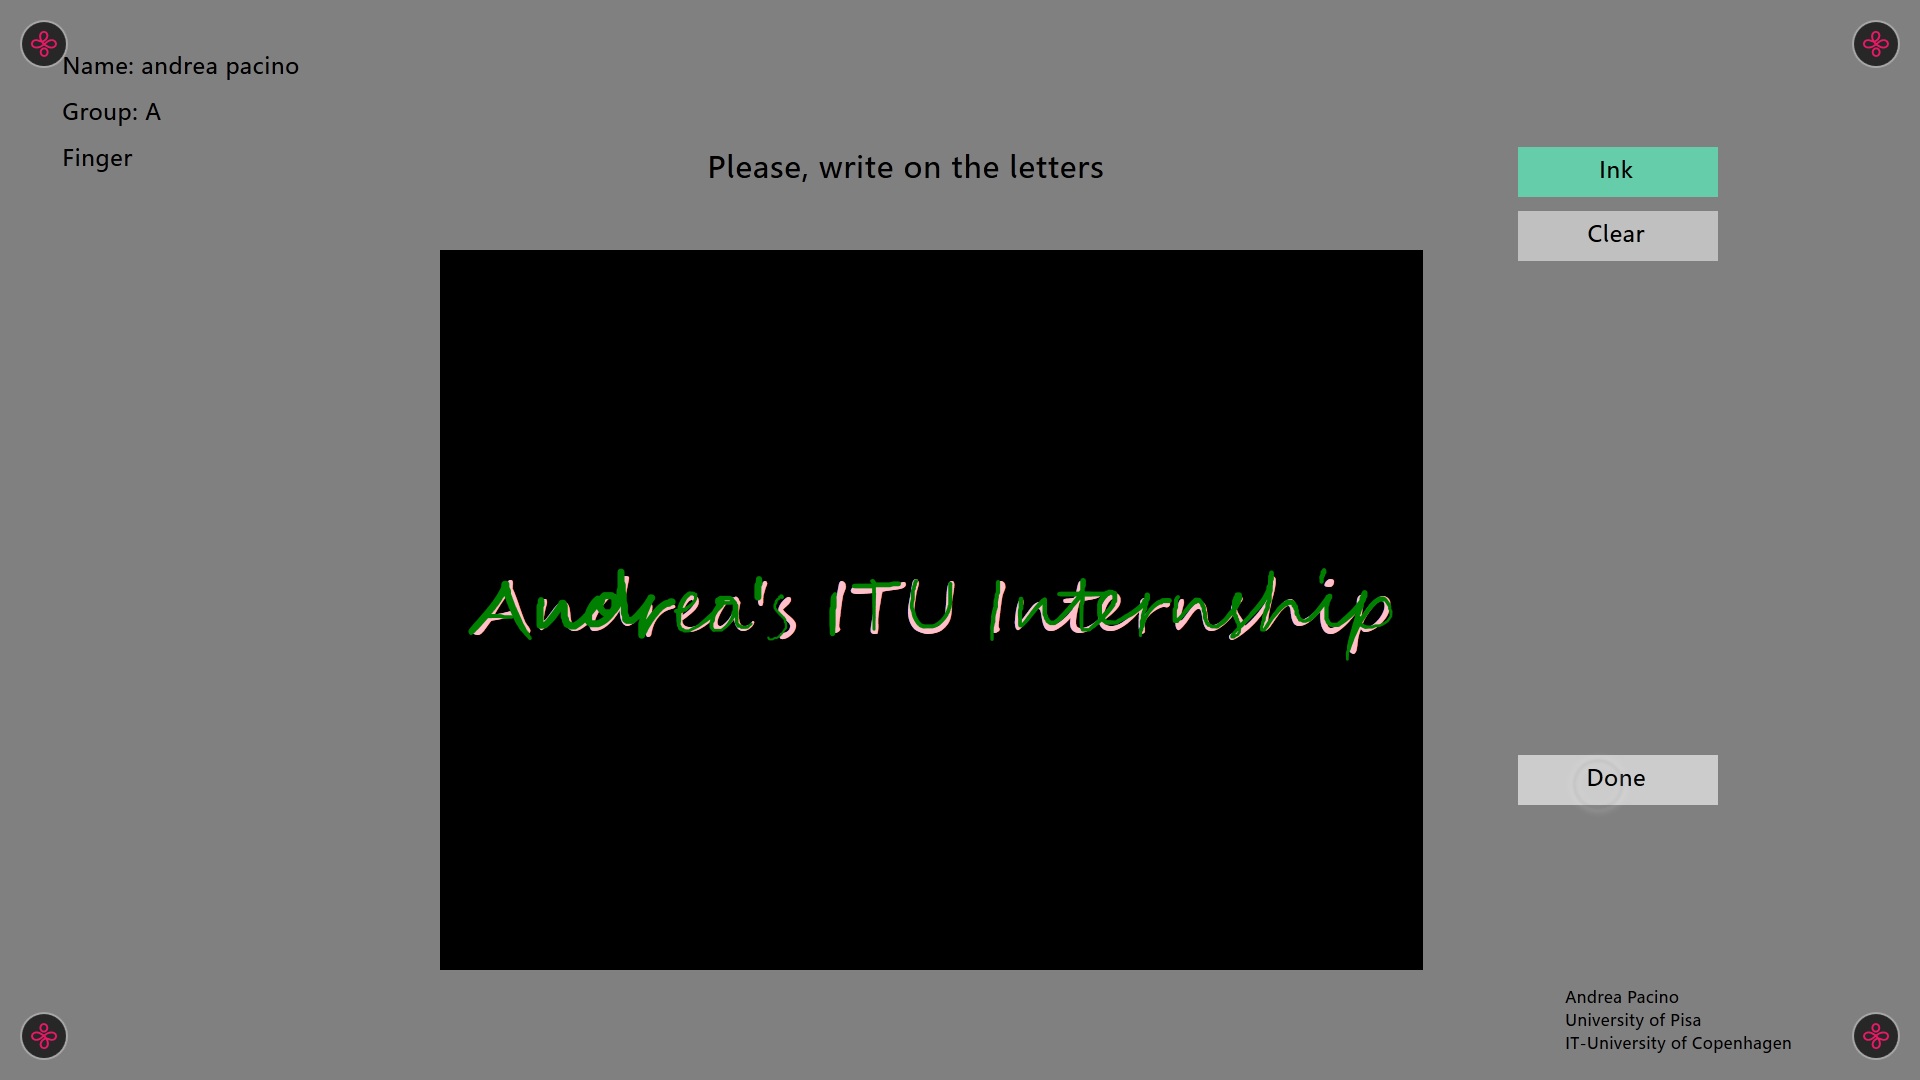 Name: andrea pacino
Group: A
Finger
Please, write on the letters
Ink
Clear
Andrea's ITU Internship
Done
Andrea Pacino
University of Pisa
IT-University of Copenhagen